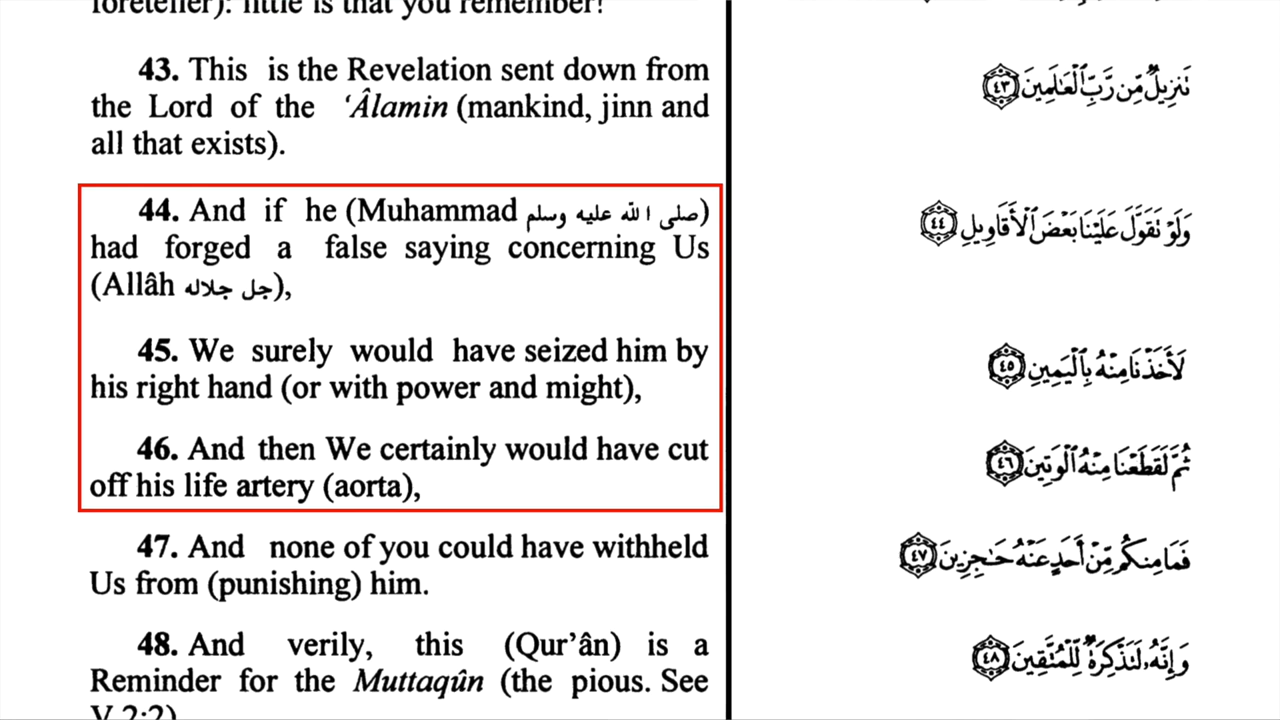 foreteller): little is that you remember!
43. This is the Revelation sent down from
the Lord of the ‘Âlamin (mankind, jinn and
all that exists).
44. And if he (Muhammad صلى الله عليه وسلم)
had forged a false saying concerning Us
(Allâh جل جلاله),
45. We surely would have seized him by
his right hand (or with power and might),
46. And then We certainly would have cut
off his life artery (aorta),
47. And none of you could have withheld
Us from (punishing) him.
48. And verily, this (Qur’ân) is a
Reminder for the Muttaqûn (the pious. See
V.2:2)
تَنزِيلٌ مِّن رَّبِّ ٱلْعَـٰلَمِينَ ٤٣
وَلَوْ تَقَوَّلَ عَلَيْنَا بَعْضَ ٱلْأَقَاوِيلِ ٤٤
لَأَخَذْنَا مِنْهُ بِٱلْيَمِينِ ٤٥
ثُمَّ لَقَطَعْنَا مِنْهُ ٱلْوَتِينَ ٤٦
فَمَا مِنكُم مِّنْ أَحَدٍ عَنْهُ حَـٰجِزِينَ ٤٧
وَإِنَّهُۥ لَتَذْكِرَةٌ لِّلْمُتَّقِينَ ٤٨